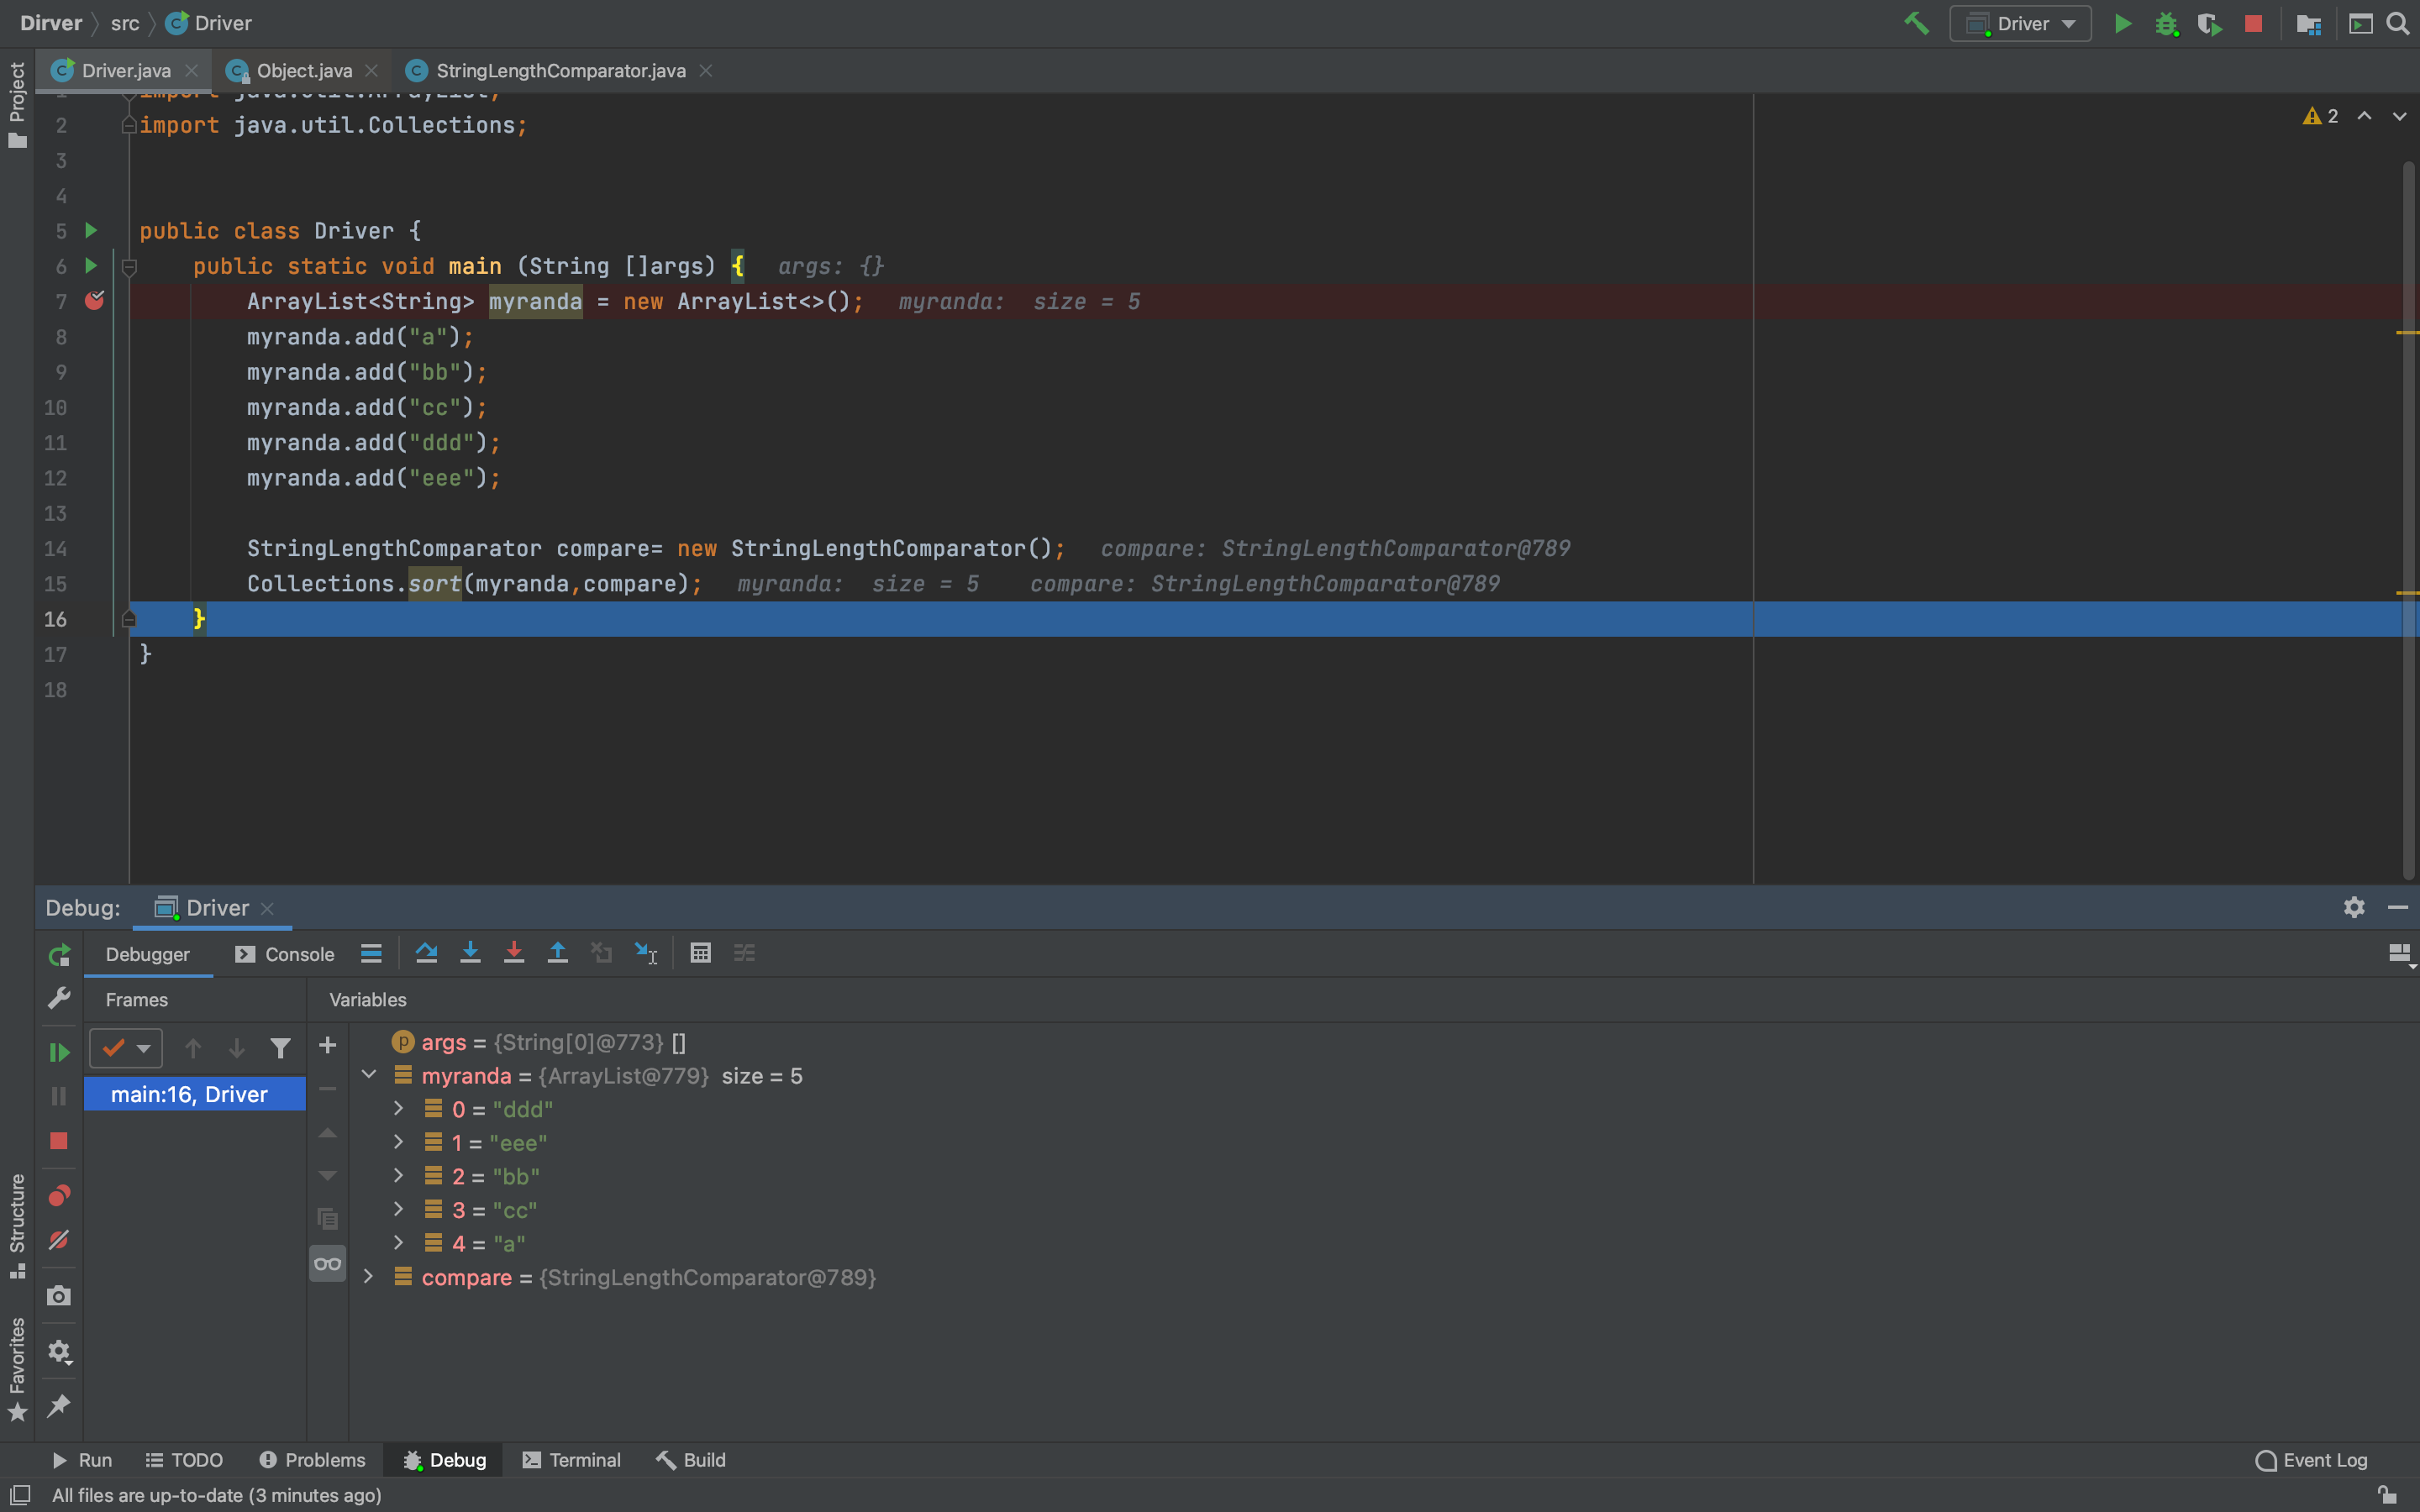 Dirver src Driver
Driver
Driver.java Object.java StringLengthComparator.java
Project
1 import java.util.ArrayList;
2 import java.util.Collections;
2
3
4
5 public class Driver {
6 public static void main (String []args) { args: {}
7 ArrayList<String> myranda = new ArrayList<>(); myranda: size = 5
8 myranda.add("a");
9 myranda.add("bb");
10 myranda.add("cc");
11 myranda.add("ddd");
12 myranda.add("eee");
13
14 StringLengthComparator compare= new StringLengthComparator(); compare: StringLengthComparator@789
15 Collections.sort(myranda,compare); myranda: size = 5 compare: StringLengthComparator@789
16 }
17 }
18
Debug: Driver
Debugger Console
Frames Variables
main:16, Driver
args = {String[0]@773} []
myranda = {ArrayList@779} size = 5
0 = "ddd"
1 = "eee"
2 = "bb"
3 = "cc"
4 = "a"
compare = {StringLengthComparator@789}
Structure
Favorites
Run TODO Problems Debug Terminal Build Event Log
All files are up-to-date (3 minutes ago)